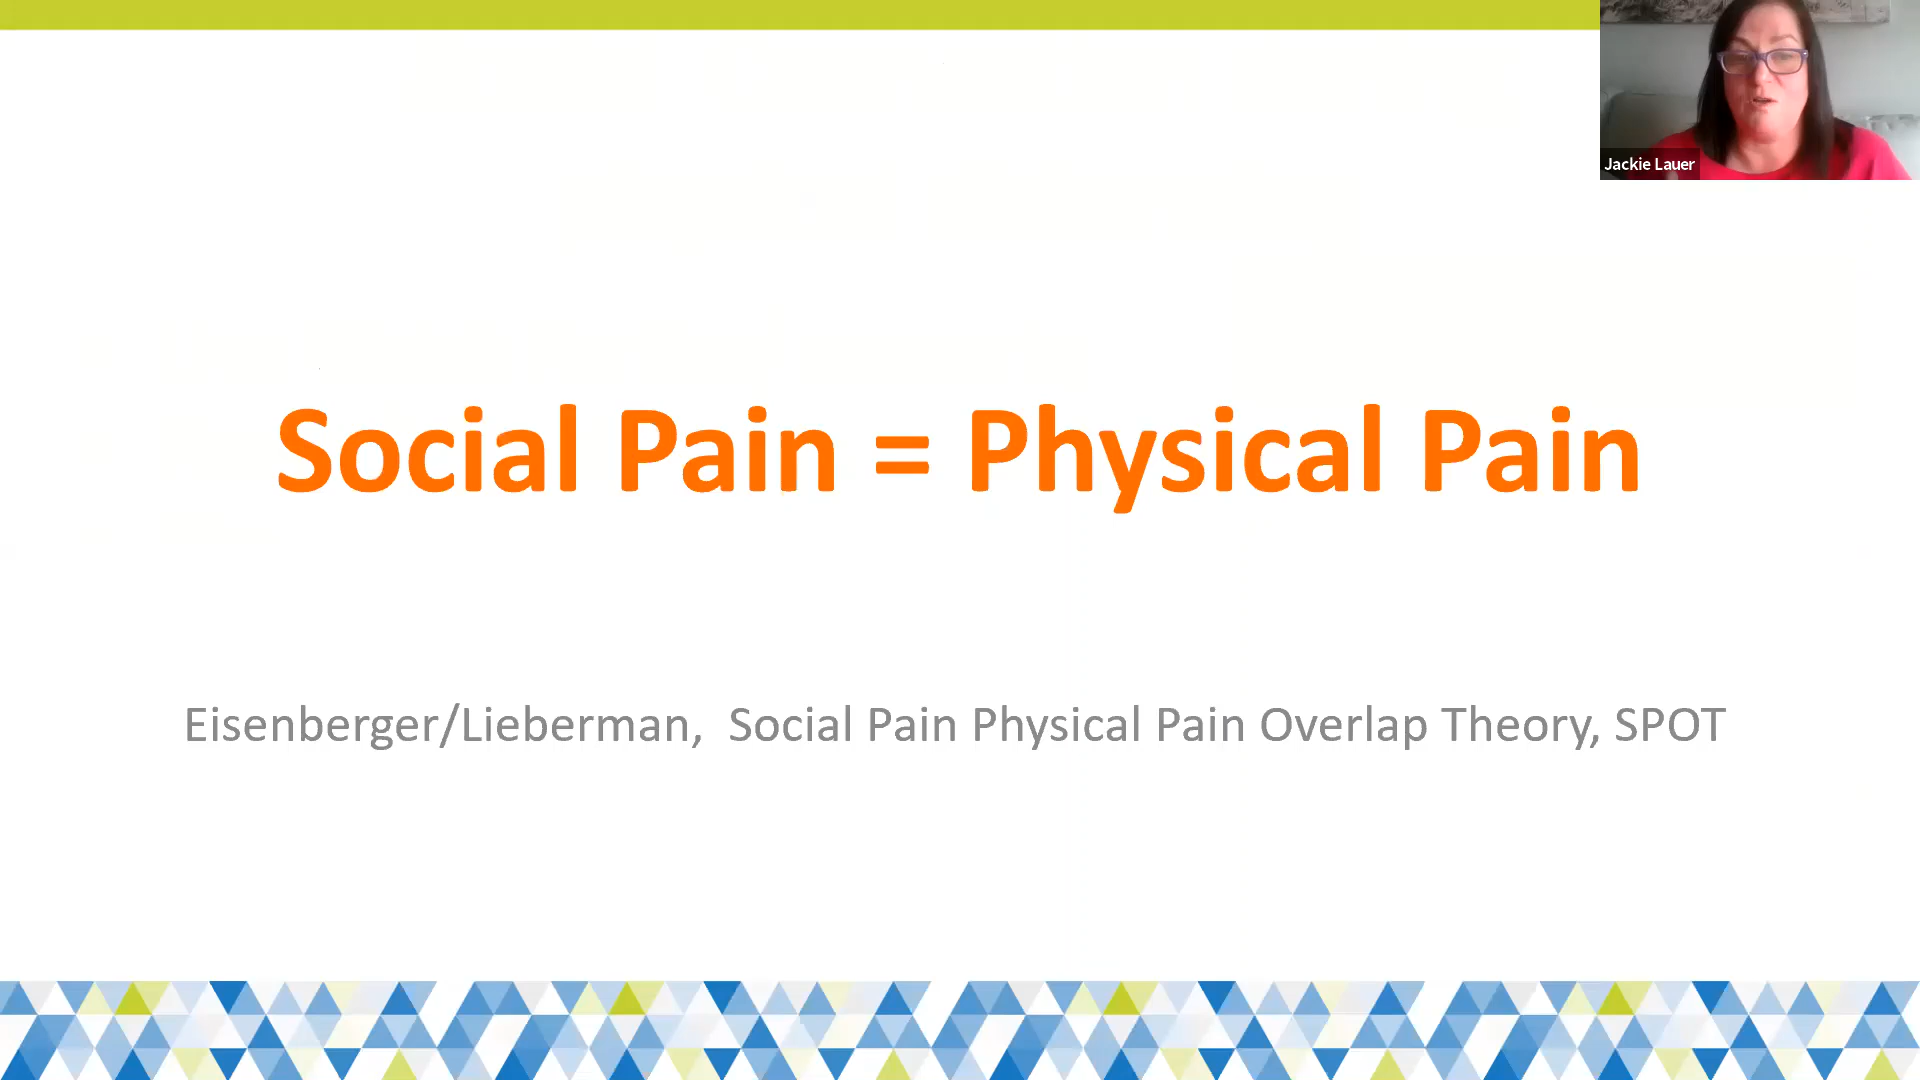 Jackie Lauer
Social Pain = Physical Pain
Eisenberger/Lieberman,  Social Pain Physical Pain Overlap Theory, SPOT